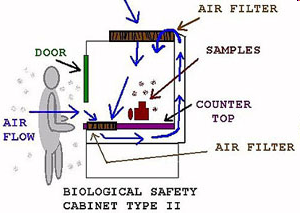 AIR FILTER
DOOR
SAMPLES
COUNTER
TOP
AIR
FLOW
AIR FILTER
BIOLOGICAL SAFETY
CABINET TYPE II